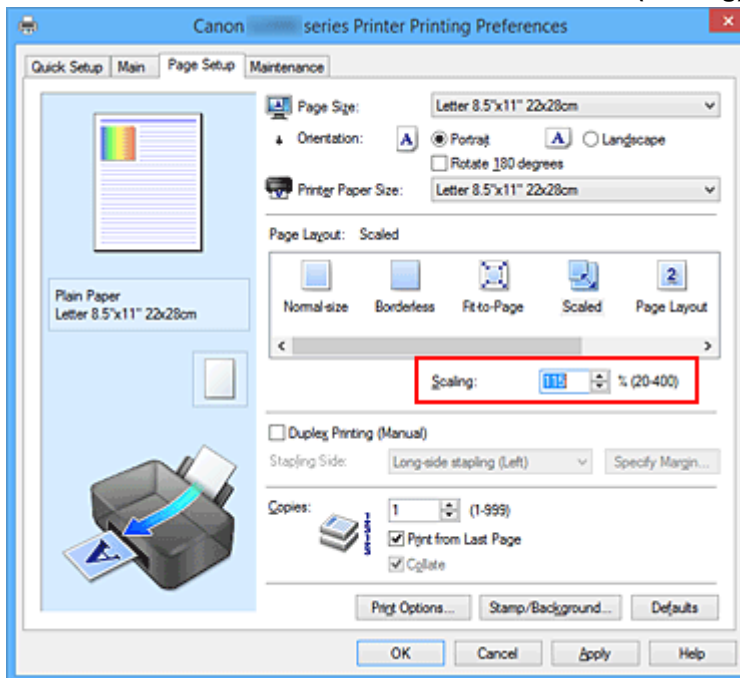 Canon series Printer Printing Preferences
Quick Setup Main Page Setup Maintenance
Page Size: Letter 8.5"x11" 22x28cm
Orientation: A Portrait A Landscape
Rotate 180 degrees
Printer Paper Size: Letter 8.5"x11" 22x28cm
Page Layout: Scaled
Normal-size Borderless Fit-to-Page Scaled Page Layout
Plain Paper
Letter 8.5"x11" 22x28cm
Scaling: 115 % (20-400)
Duplex Printing (Manual)
Stapling Side: Long-side stapling (Left) Specify Margin...
Copies: 1 (1-999)
Print from Last Page
Collate
Print Options... Stamp/Background... Defaults
OK Cancel Apply Help